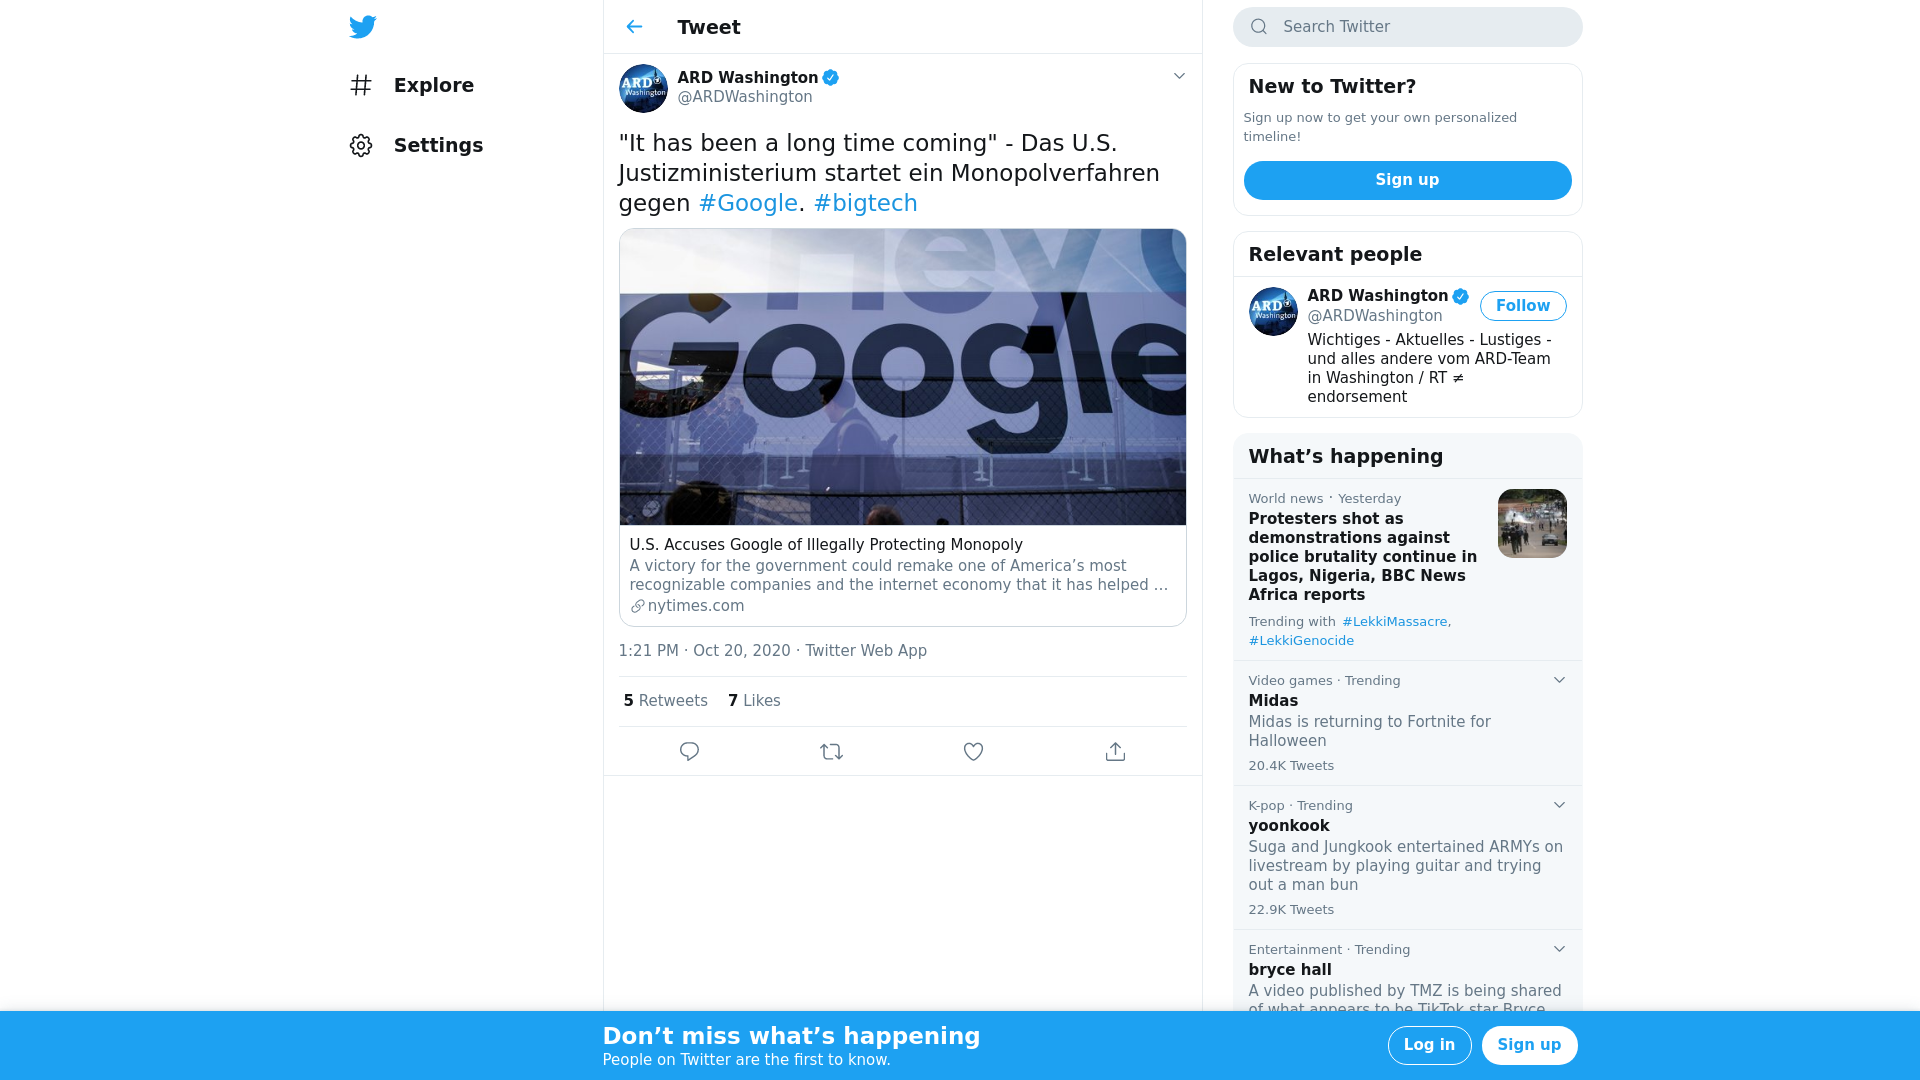 Explore
Settings
Tweet
ARD Washington
@ARDWashington
"It has been a long time coming" - Das U.S.
Justizministerium startet ein Monopolverfahren
gegen #Google. #bigtech
Hey
Google
U.S. Accuses Google of Illegally Protecting Monopoly
A victory for the government could remake one of America’s most
recognizable companies and the internet economy that it has helped …
nytimes.com
1:21 PM · Oct 20, 2020 · Twitter Web App
5 Retweets 7 Likes
Search Twitter
New to Twitter?
Sign up now to get your own personalized
timeline!
Sign up
Relevant people
ARD Washington
@ARDWashington
Follow
Wichtiges - Aktuelles - Lustiges -
und alles andere vom ARD-Team
in Washington / RT ≠
endorsement
What’s happening
World news · Yesterday
Protesters shot as
demonstrations against
police brutality continue in
Lagos, Nigeria, BBC News
Africa reports
Trending with #LekkiMassacre,
#LekkiGenocide
Video games · Trending
Midas
Midas is returning to Fortnite for
Halloween
20.4K Tweets
K-pop · Trending
yoonkook
Suga and Jungkook entertained ARMYs on
livestream by playing guitar and trying
out a man bun
22.9K Tweets
Entertainment · Trending
bryce hall
A video published by TMZ is being shared
of what appears to be TikTok star Bryce
Don’t miss what’s happening
People on Twitter are the first to know.
Log in
Sign up